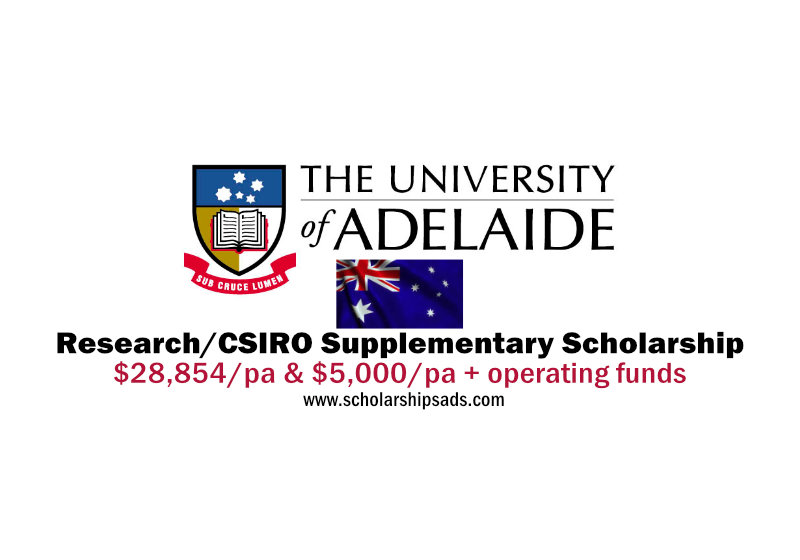 THE UNIVERSITY
of ADELAIDE
SUB CRUCE LUMEN
Research/CSIRO Supplementary Scholarship
$28,854/pa & $5,000/pa + operating funds
www.scholarshipsads.com